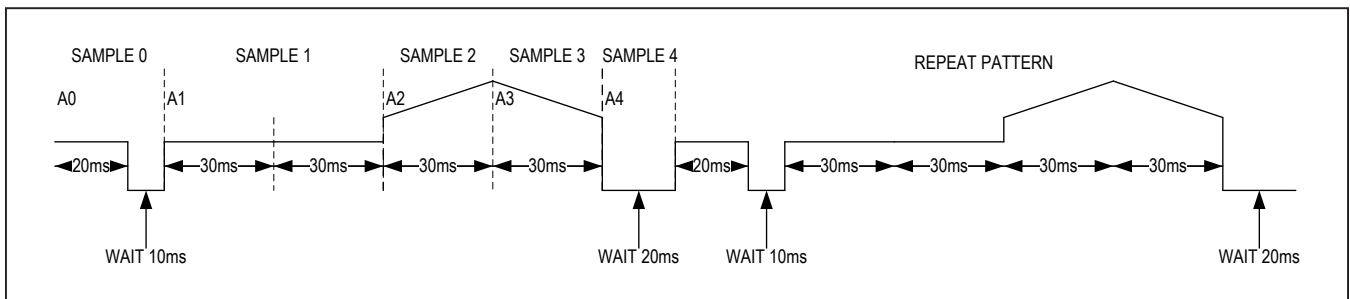 SAMPLE 0 SAMPLE 1 SAMPLE 2 SAMPLE 3 SAMPLE 4 REPEAT PATTERN
A0 A1 A2 A3 A4
20ms 30ms 30ms 30ms 30ms 20ms 30ms 30ms 30ms 30ms
WAIT 10ms WAIT 20ms WAIT 10ms WAIT 20ms